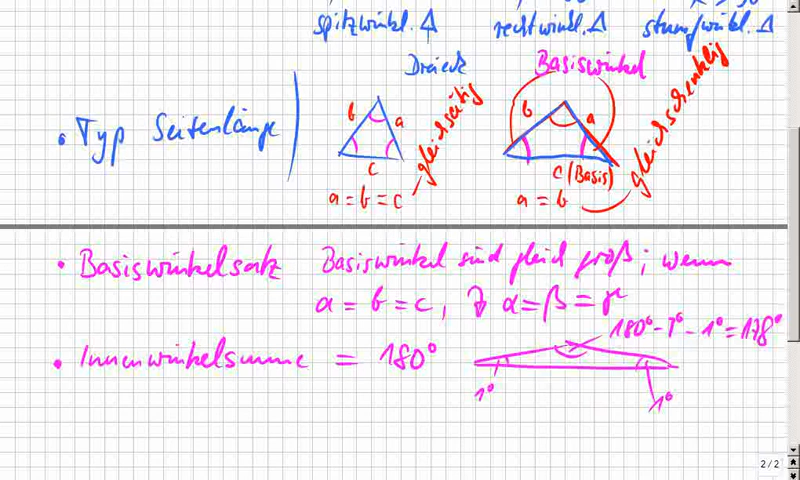 spitzwinkl. Δ rechtwinkl. Δ stumpfwinkl. Δ
Dreieck Basiswinkel
• Typ Seitenlänge
b a c
gleichseitig
a = b = c
b a c (Basis)
gleichschenklig
a = b
• Basiswinkelsatz Basiswinkel sind gleich groß; wenn
a = b = c, α = β = γ
180° - 1° - 1° = 178°
• Innenwinkelsumme = 180°
1° 1°
2 / 2